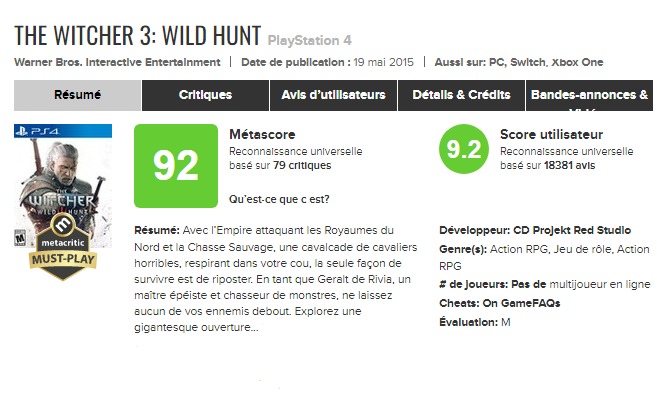 THE WITCHER 3: WILD HUNT PlayStation 4
Warner Bros. Interactive Entertainment | Date de publication : 19 mai 2015 | Aussi sur: PC, Switch, Xbox One
Résumé Critiques Avis d'utilisateurs Détails & Crédits Bandes-annonces &
PS4
THE
WITCHER
WILD HUNT
M
metacritic
MUST-PLAY
92
Métascore
Reconnaissance universelle
basé sur 79 critiques
Qu'est-ce que c est?
9.2
Score utilisateur
Reconnaissance universelle
basé sur 18381 avis
Résumé: Avec l'Empire attaquant les Royaumes du
Nord et la Chasse Sauvage, une cavalcade de cavaliers
horribles, respirant dans votre cou, la seule façon de
survivre est de riposter. En tant que Geralt de Rivia, un
maître épéiste et chasseur de monstres, ne laissez
aucun de vos ennemis debout. Explorez une
gigantesque ouverture...
Développeur: CD Projekt Red Studio
Genre(s): Action RPG, Jeu de rôle, Action
RPG
# de joueurs: Pas de multijoueur en ligne
Cheats: On GameFAQs
Évaluation: M